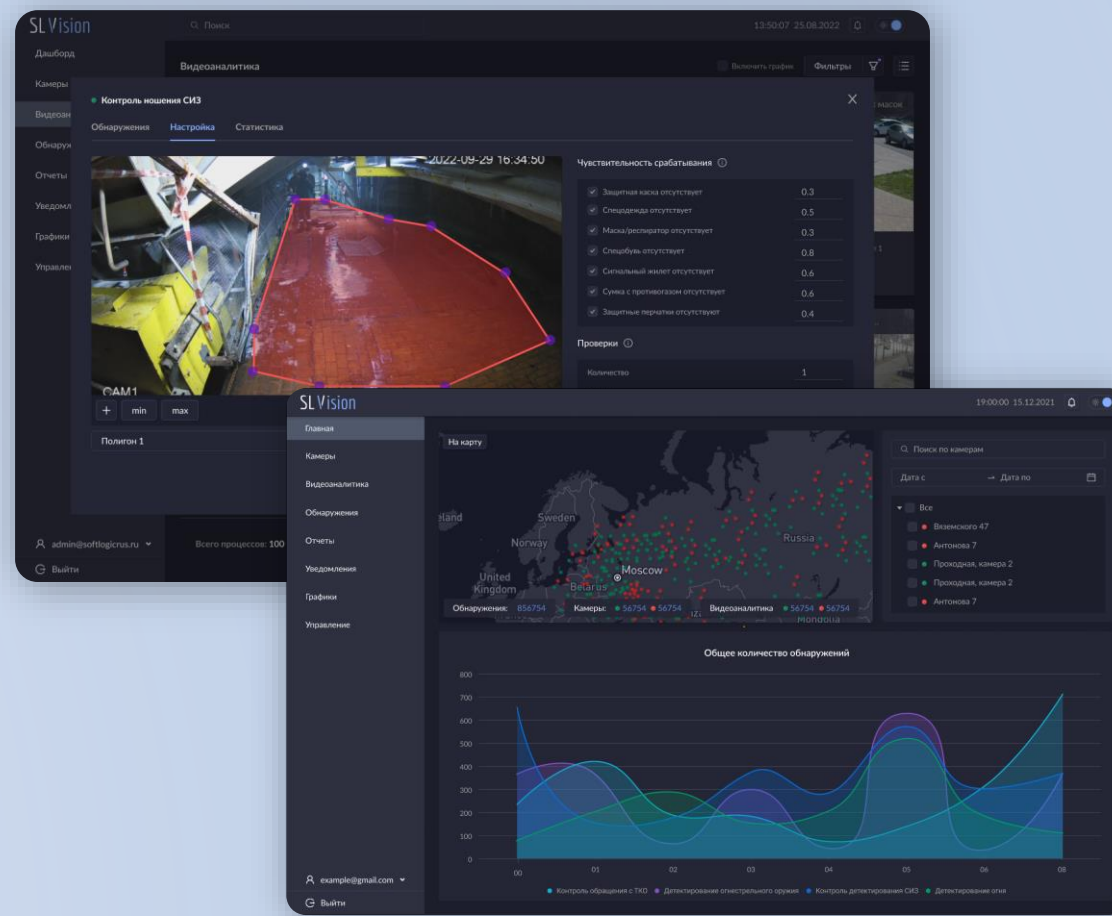 SLVision
Поиск
13:50:07 25.08.2022
Дашборд
Камеры
Видеоан
Обнаруж
Отчеты
Уведомл
Графики
Управлен
Видеоаналитика
Включить график
Фильтры
масок
Контроль ношения СИЗ
Обнаружения Настройка Статистика
2022-09-29 16:34:50
CAM1
+ min max
Полигон 1
Чувствительность срабатывания
Защитная каска отсутствует 0.3
Спецодежда отсутствует 0.5
Маска/респиратор отсутствует 0.3
Спецобувь отсутствует 0.8
Сигнальный жилет отсутствует 0.6
Сумка с противогазом отсутствует 0.6
Защитные перчатки отсутствуют 0.4
Проверки
Количество 1
admin@softlogicrus.ru
Выйти
Всего процессов: 100
SLVision
19:00:00 15.12.2021
Главная
Камеры
Видеоаналитика
Обнаружения
Отчеты
Уведомления
Графики
Управление
example@gmail.com
Выйти
На карту
eland
Sweden
Norway
Russia
United
Kingdom
Moscow
Belarus
Mongolia
Обнаружения: 856754 Камеры: 56754 56754 Видеоаналитика 56754 56754
Поиск по камерам
Дата с → Дата по
Все
Вяземского 47
Антонова 7
Проходная, камера 2
Проходная, камера 2
Антонова 7
Общее количество обнаружений
800
700
600
500
400
300
200
100
0
00 01 02 03 04 05 06 08
Контроль обращения с ТКО Детектирование огнестрельного оружия Контроль детектирования СИЗ Детектирование огня